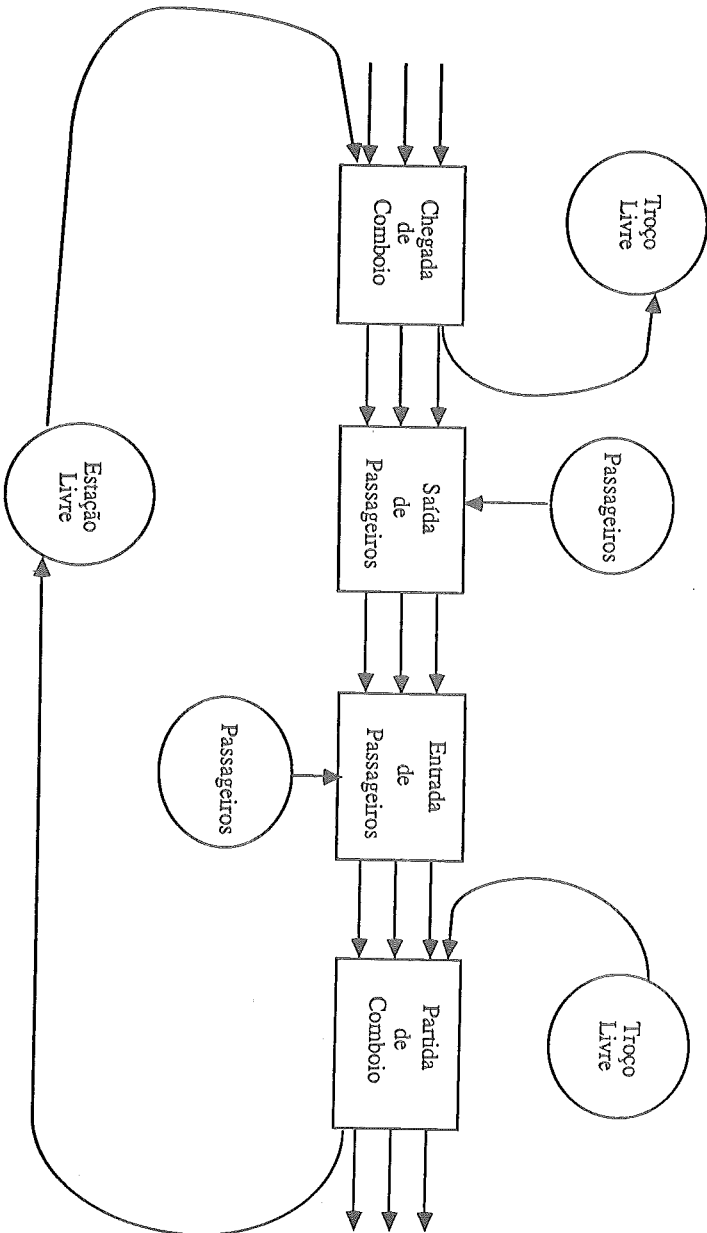 Troço
Livre
Chegada
de
Comboio
Passageiros
Saída
de
Passageiros
Estação
Livre
Entrada
de
Passageiros
Passageiros
Troço
Livre
Partida
de
Comboio